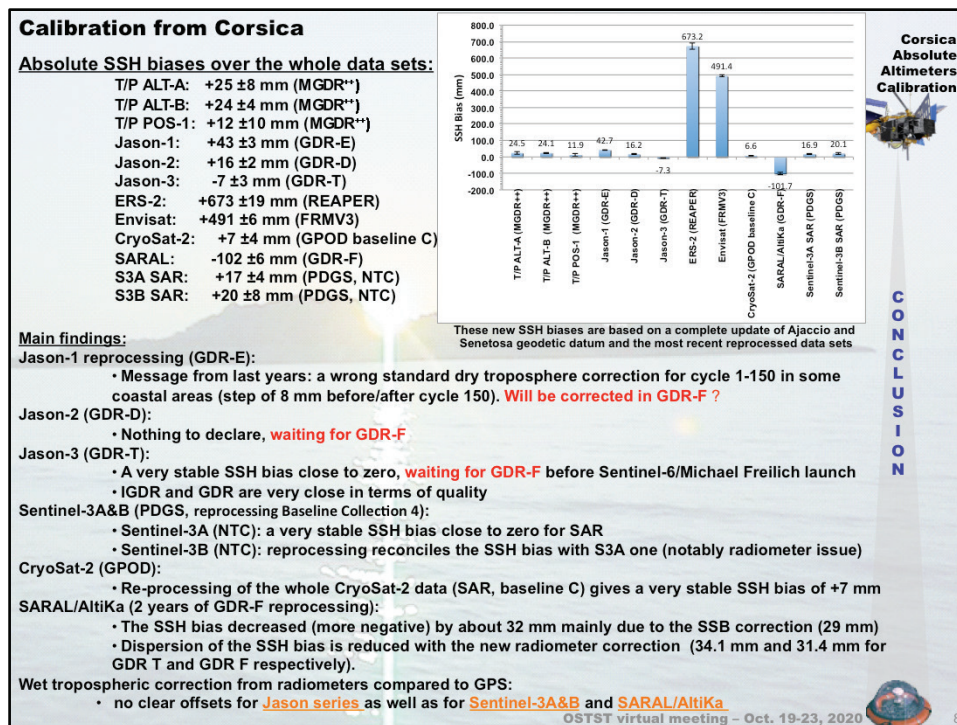 Calibration from Corsica
Absolute SSH biases over the whole data sets:
T/P ALT-A: +25 ±8 mm (MGDR++)
T/P ALT-B: +24 ±4 mm (MGDR++)
T/P POS-1: +12 ±10 mm (MGDR++)
Jason-1: +43 ±3 mm (GDR-E)
Jason-2: +16 ±2 mm (GDR-D)
Jason-3: -7 ±3 mm (GDR-T)
ERS-2: +673 ±19 mm (REAPER)
Envisat: +491 ±6 mm (FRMV3)
CryoSat-2: +7 ±4 mm (GPOD baseline C)
SARAL: -102 ±6 mm (GDR-F)
S3A SAR: +17 ±4 mm (PDGS, NTC)
S3B SAR: +20 ±8 mm (PDGS, NTC)
SSH Bias (mm)
800.0
700.0
600.0
500.0
400.0
300.0
200.0
100.0
0.0
-100.0
-200.0
24.5
24.1
11.9
42.7
16.2
-7.3
673.2
491.4
6.6
-101.7
16.9
20.1
T/P ALT-A (MGDR++)
T/P ALT-B (MGDR++)
T/P POS-1 (MGDR++)
Jason-1 (GDR-E)
Jason-2 (GDR-D)
Jason-3 (GDR-T)
ERS-2 (REAPER)
Envisat (FRMV3)
CryoSat-2 (GPOD baseline C)
SARAL/AltiKa (GDR-F)
Sentinel-3A SAR (PDGS)
Sentinel-3B SAR (PDGS)
These new SSH biases are based on a complete update of Ajaccio and
Senetosa geodetic datum and the most recent reprocessed data sets
Corsica
Absolute
Altimeters
Calibration
CONCLUSION
Main findings:
Jason-1 reprocessing (GDR-E):
• Message from last years: a wrong standard dry troposphere correction for cycle 1-150 in some
coastal areas (step of 8 mm before/after cycle 150). Will be corrected in GDR-F ?
Jason-2 (GDR-D):
• Nothing to declare, waiting for GDR-F
Jason-3 (GDR-T):
• A very stable SSH bias close to zero, waiting for GDR-F before Sentinel-6/Michael Freilich launch
• IGDR and GDR are very close in terms of quality
Sentinel-3A&B (PDGS, reprocessing Baseline Collection 4):
• Sentinel-3A (NTC): a very stable SSH bias close to zero for SAR
• Sentinel-3B (NTC): reprocessing reconciles the SSH bias with S3A one (notably radiometer issue)
CryoSat-2 (GPOD):
• Re-processing of the whole CryoSat-2 data (SAR, baseline C) gives a very stable SSH bias of +7 mm
SARAL/AltiKa (2 years of GDR-F reprocessing):
• The SSH bias decreased (more negative) by about 32 mm mainly due to the SSB correction (29 mm)
• Dispersion of the SSH bias is reduced with the new radiometer correction (34.1 mm and 31.4 mm for
GDR T and GDR F respectively).
Wet tropospheric correction from radiometers compared to GPS:
• no clear offsets for Jason series as well as for Sentinel-3A&B and SARAL/AltiKa
OSTST virtual meeting – Oct. 19-23, 2020
8